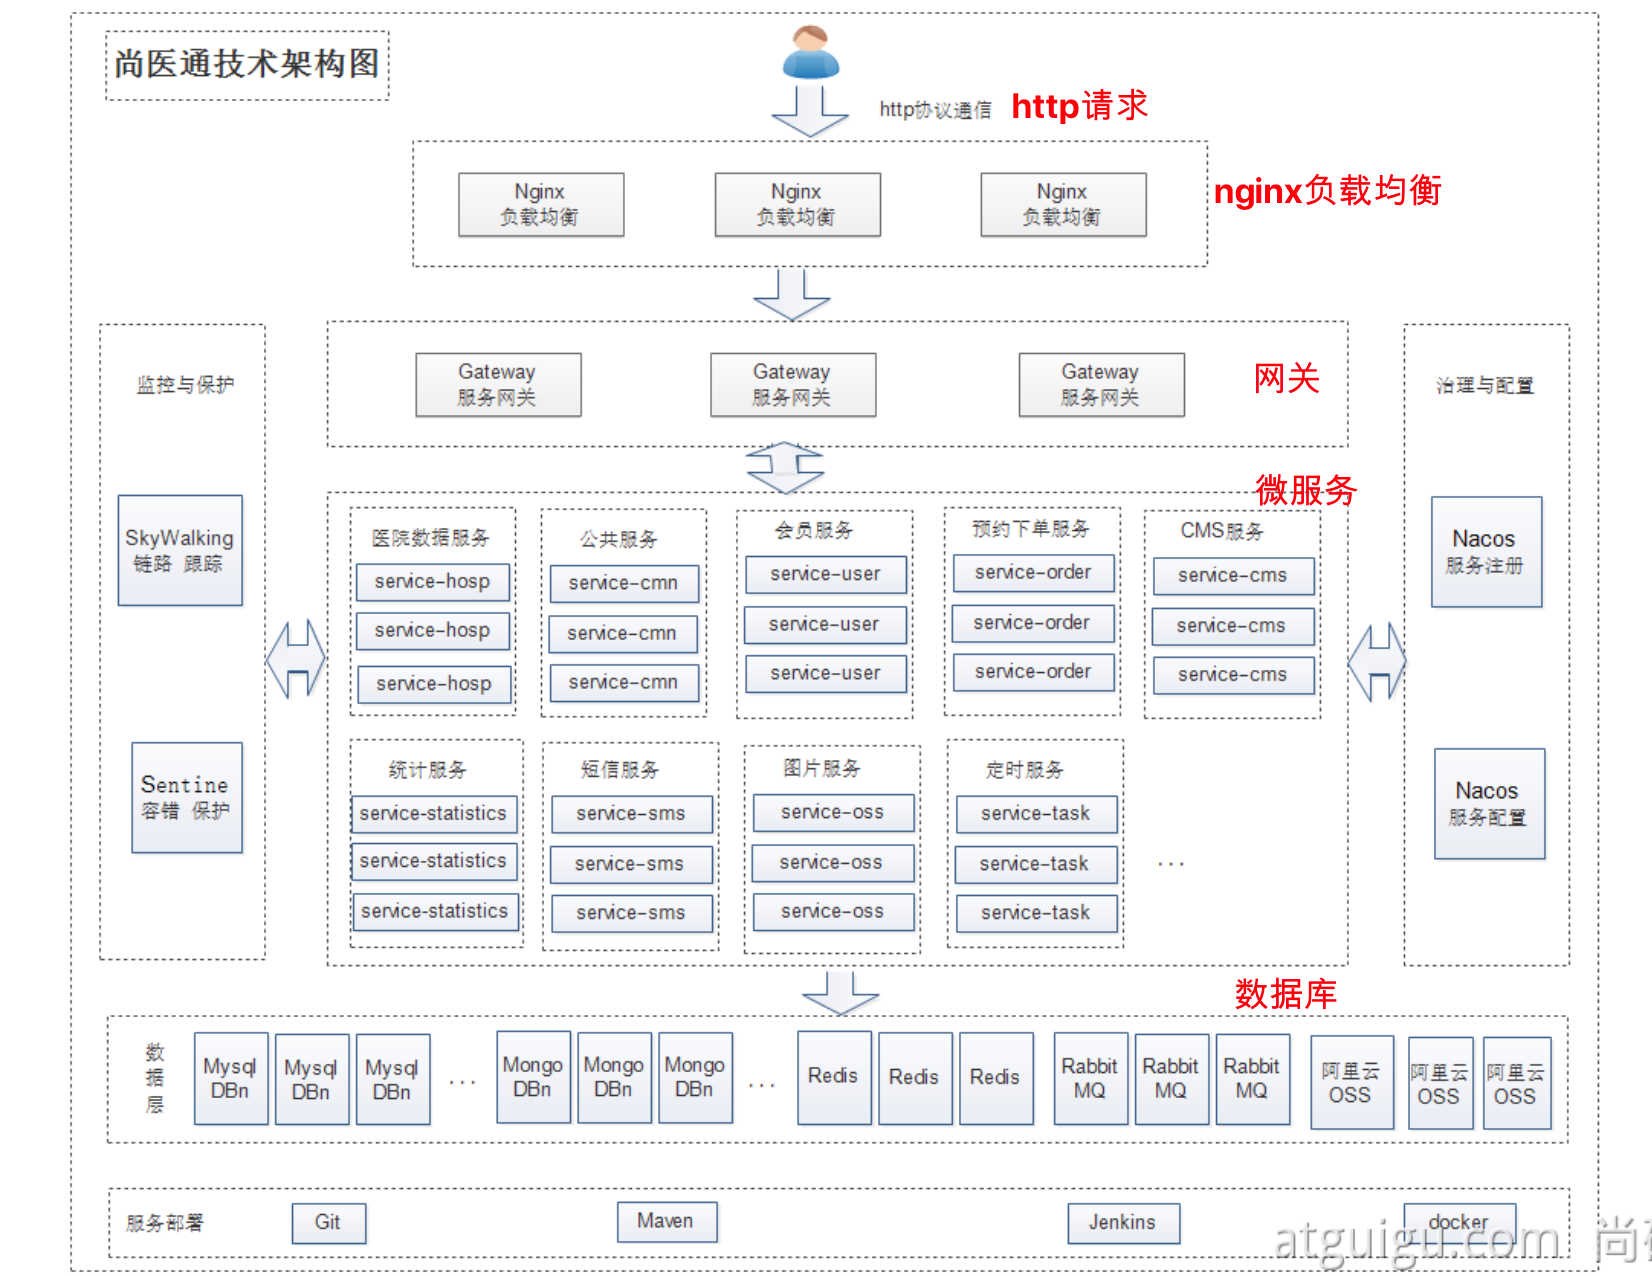 尚医通技术架构图
http协议通信
http请求
Nginx
负载均衡
Nginx
负载均衡
Nginx
负载均衡
nginx负载均衡
监控与保护
Gateway
服务网关
Gateway
服务网关
Gateway
服务网关
网关
治理与配置
微服务
SkyWalking
链路 跟踪
Sentine
容错 保护
医院数据服务
service-hosp
service-hosp
service-hosp
公共服务
service-cmn
service-cmn
service-cmn
会员服务
service-user
service-user
service-user
预约下单服务
service-order
service-order
service-order
CMS服务
service-cms
service-cms
service-cms
Nacos
服务注册
Nacos
服务配置
统计服务
service-statistics
service-statistics
service-statistics
短信服务
service-sms
service-sms
service-sms
图片服务
service-oss
service-oss
service-oss
定时服务
service-task
service-task
service-task
...
数据库
数
据
层
Mysql
DBn
Mysql
DBn
Mysql
DBn
...
Mongo
DBn
Mongo
DBn
Mongo
DBn
...
Redis
Redis
Redis
Rabbit
MQ
Rabbit
MQ
Rabbit
MQ
阿里云
OSS
阿里云
OSS
阿里云
OSS
服务部署
Git
Maven
Jenkins
docker
atguigu.com 尚